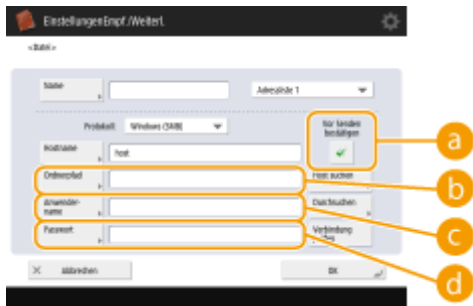 Einstellungen Empf./Weiterl.
<Datei>
Name
Adressliste 1
Protokoll:
Windows (SMB)
Vor Senden
bestätigen
a
Hostname
host
Host suchen
Ordnerpfad
b
Anwender-
name
Durchsuchen
c
Passwort
Verbindung
d
Abbrechen
OK